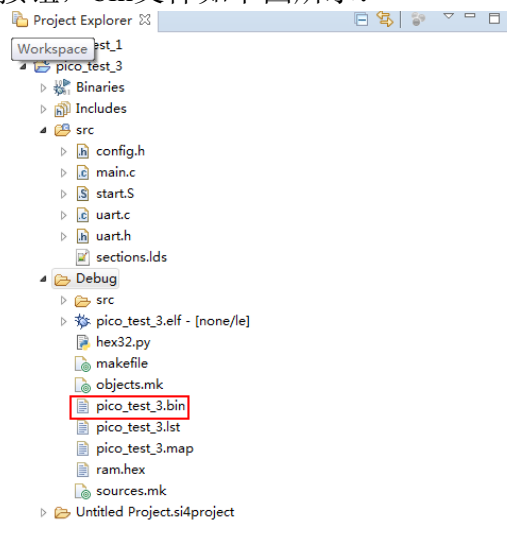 Project Explorer
Workspace
est_1
pico_test_3
Binaries
Includes
src
config.h
main.c
start.S
uart.c
uart.h
sections.lds
Debug
src
pico_test_3.elf - [none/le]
hex32.py
makefile
objects.mk
pico_test_3.bin
pico_test_3.lst
pico_test_3.map
ram.hex
sources.mk
Untitled Project.si4project